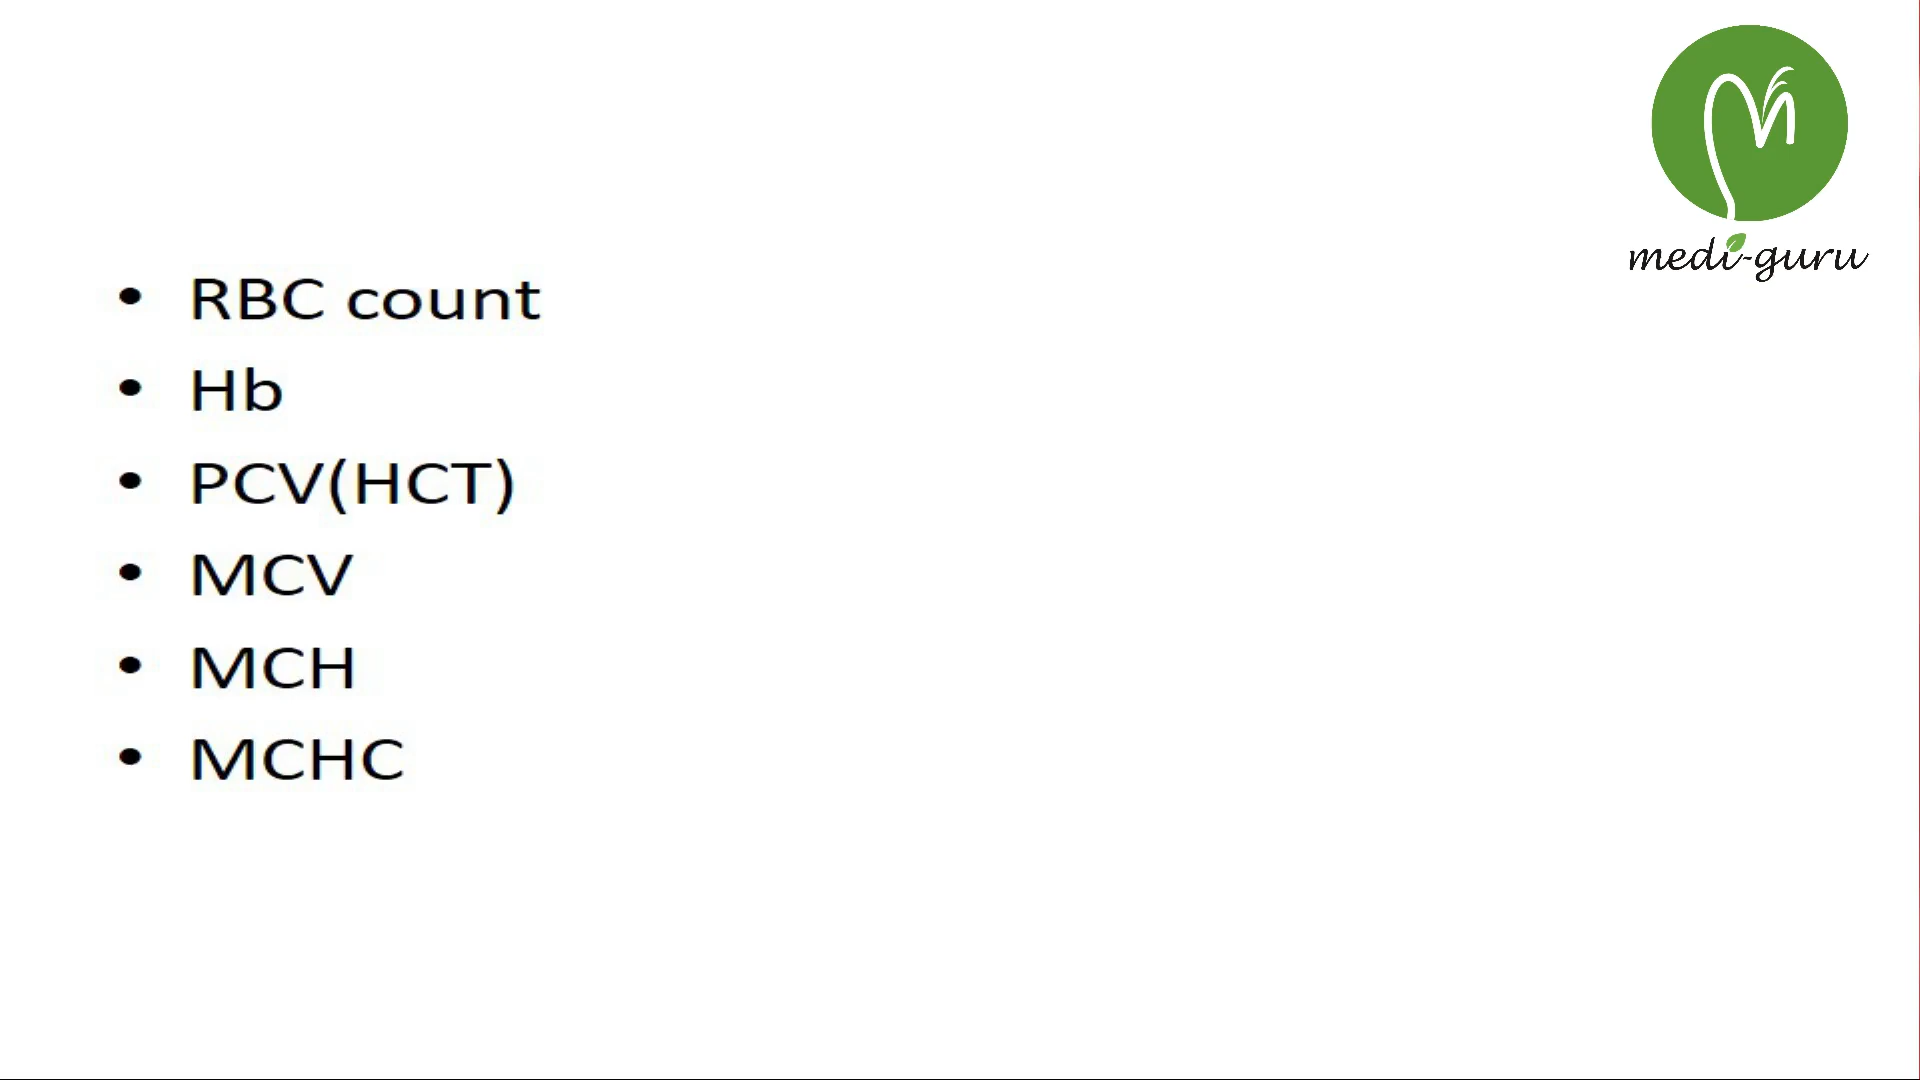 medi-guru
• RBC count
• Hb
• PCV(HCT)
• MCV
• MCH
• MCHC